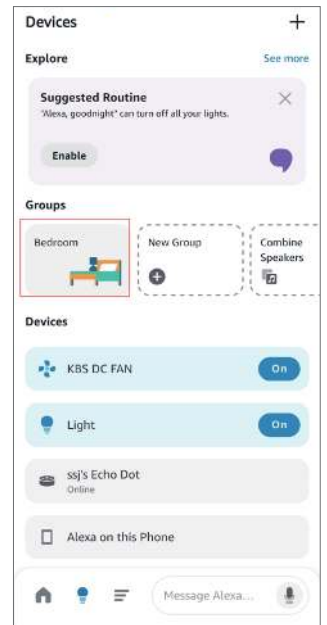 Devices
Explore
See more
Suggested Routine
"Alexa, goodnight" can turn off all your lights.
Enable
Groups
Bedroom
New Group
Combine
Speakers
Devices
KBS DC FAN
On
Light
On
ssj's Echo Dot
Online
Alexa on this Phone
Message Alexa...